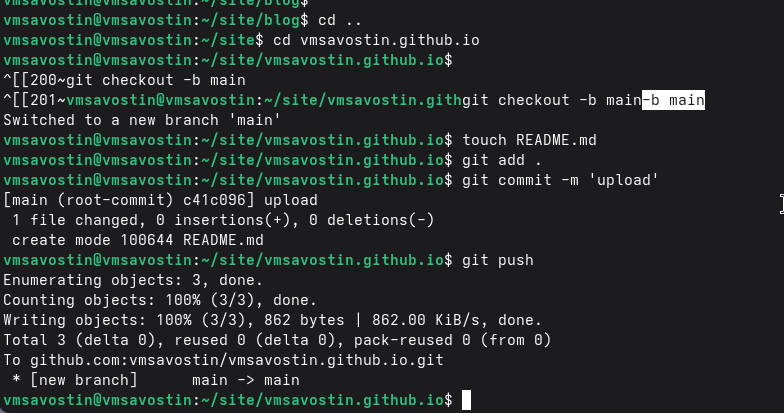 vmsavostin@vmsavostin:~/site/blog$
vmsavostin@vmsavostin:~/site/blog$ cd ..
vmsavostin@vmsavostin:~/site$ cd vmsavostin.github.io
vmsavostin@vmsavostin:~/site/vmsavostin.github.io$
^[[200~git checkout -b main
^[[201~vmsavostin@vmsavostin:~/site/vmsavostin.githgit checkout -b main-b main
Switched to a new branch 'main'
vmsavostin@vmsavostin:~/site/vmsavostin.github.io$ touch README.md
vmsavostin@vmsavostin:~/site/vmsavostin.github.io$ git add .
vmsavostin@vmsavostin:~/site/vmsavostin.github.io$ git commit -m 'upload'
[main (root-commit) c41c096] upload
 1 file changed, 0 insertions(+), 0 deletions(-)
 create mode 100644 README.md
vmsavostin@vmsavostin:~/site/vmsavostin.github.io$ git push
Enumerating objects: 3, done.
Counting objects: 100% (3/3), done.
Writing objects: 100% (3/3), 862 bytes | 862.00 KiB/s, done.
Total 3 (delta 0), reused 0 (delta 0), pack-reused 0 (from 0)
To github.com:vmsavostin/vmsavostin.github.io.git
 * [new branch]      main -> main
vmsavostin@vmsavostin:~/site/vmsavostin.github.io$